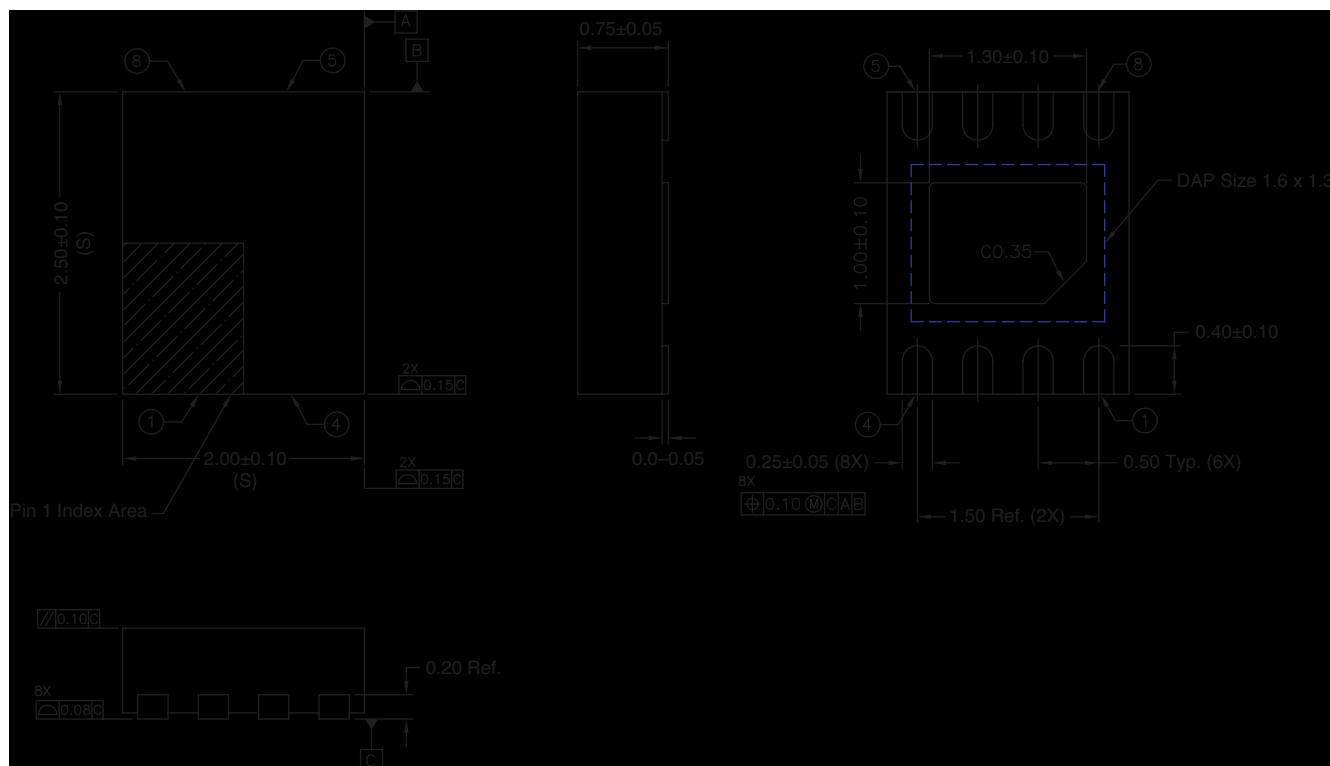 A
0.75±0.05
B
8
5
5
1.30±0.10
8
DAP Size 1.6 x 1.3
2.50±0.10
(S)
1.00±0.10
C0.35
0.40±0.10
2X
0.15 C
1
4
4
1
2.00±0.10
(S)
2X
0.15 C
0.0–0.05
0.25±0.05 (8X)
0.50 Typ. (6X)
8X
0.10 Ⓜ C A B
Pin 1 Index Area
1.50 Ref. (2X)
// 0.10 C
0.20 Ref.
8X
0.08 C
C